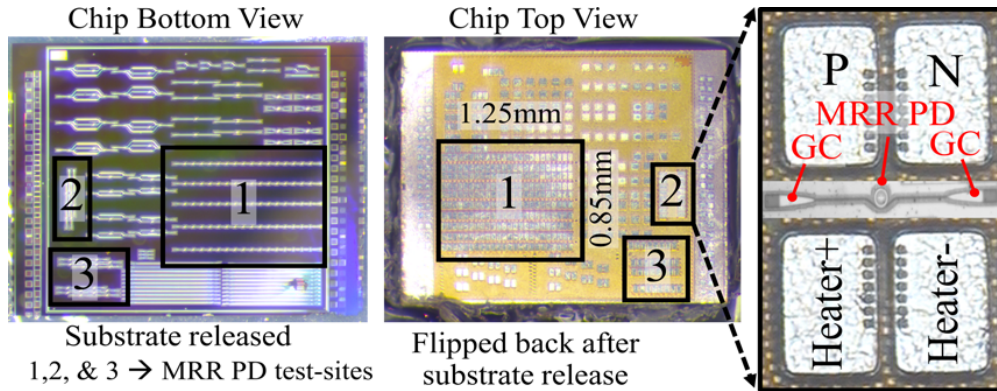 Chip Bottom View
2
1
3
Substrate released
1,2, & 3 → MRR PD test-sites
Chip Top View
1.25mm
1
0.85mm
2
3
Flipped back after
substrate release
P
N
MRR PD
GC
GC
Heater+
Heater-